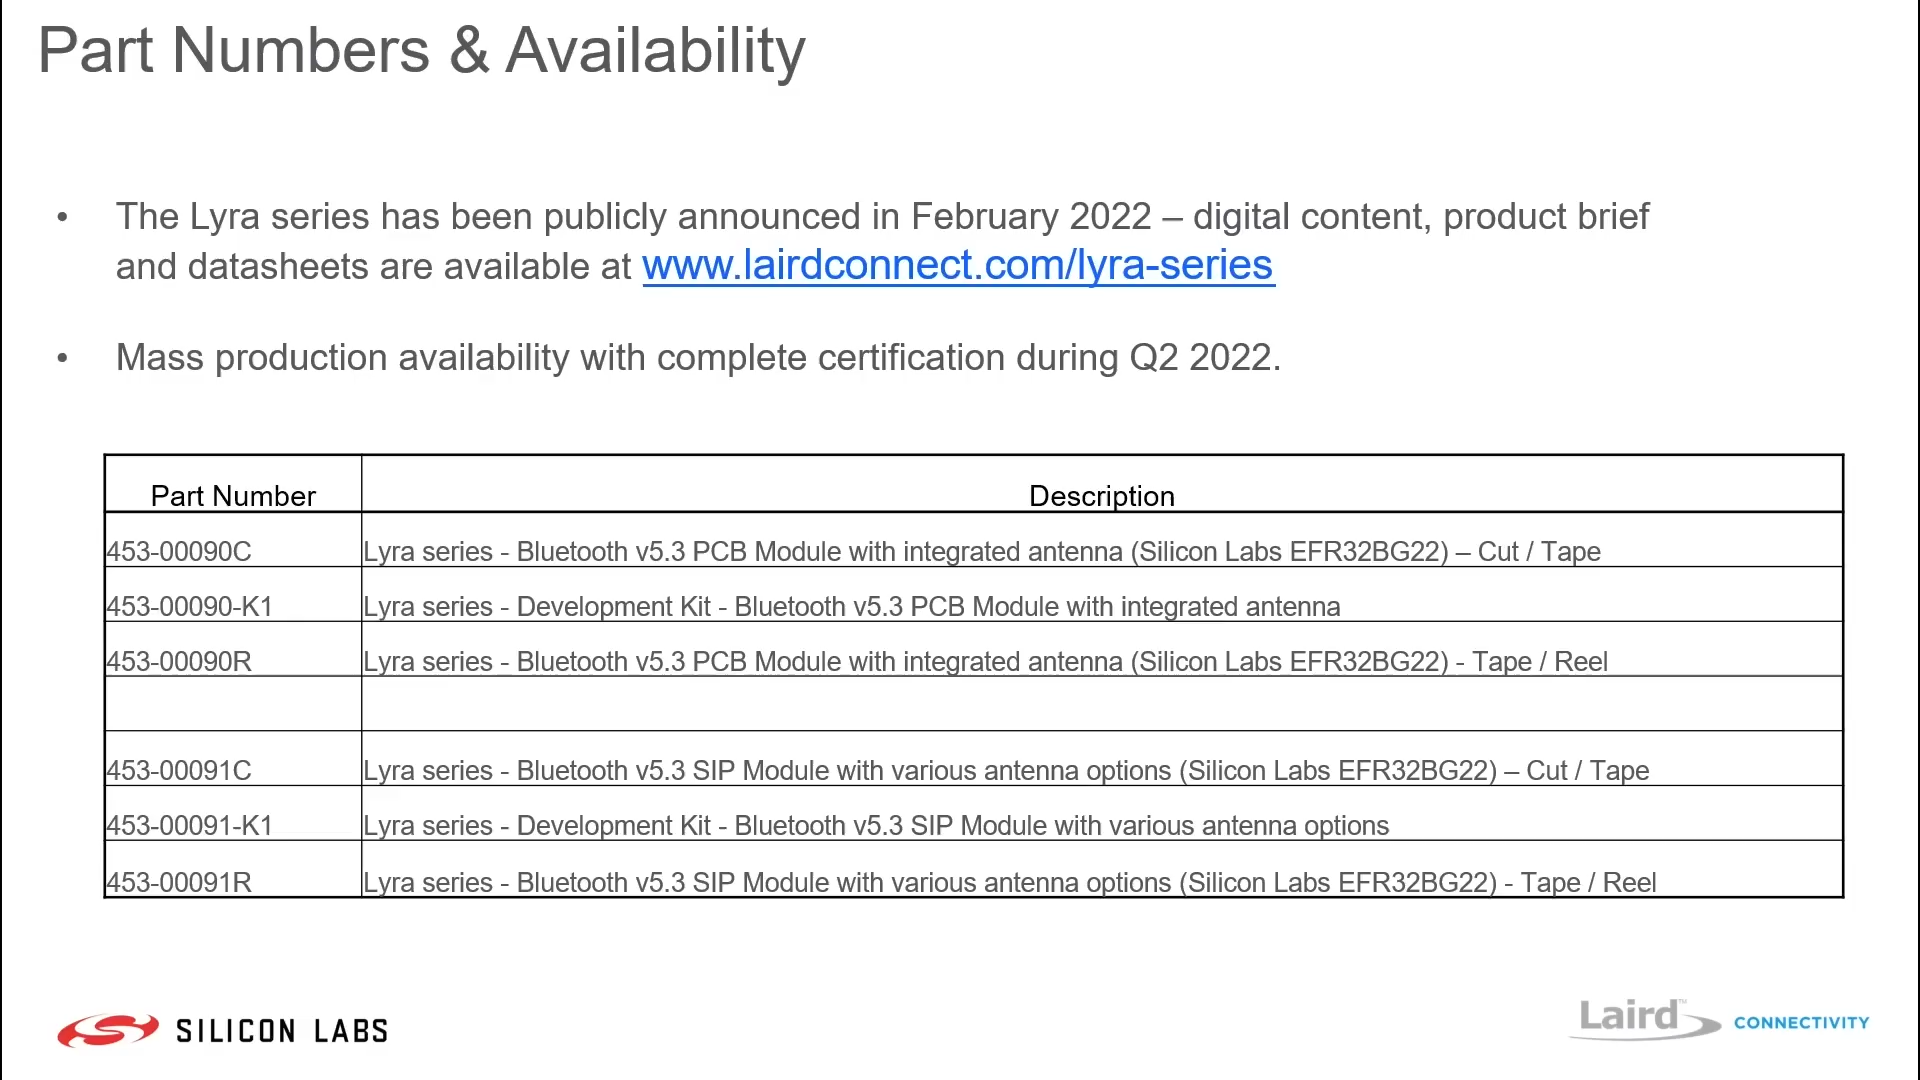 Part Numbers & Availability
• The Lyra series has been publicly announced in February 2022 – digital content, product brief
and datasheets are available at www.lairdconnect.com/lyra-series
• Mass production availability with complete certification during Q2 2022.
Part Number Description
453-00090C Lyra series - Bluetooth v5.3 PCB Module with integrated antenna (Silicon Labs EFR32BG22) – Cut / Tape
453-00090-K1 Lyra series - Development Kit - Bluetooth v5.3 PCB Module with integrated antenna
453-00090R Lyra series - Bluetooth v5.3 PCB Module with integrated antenna (Silicon Labs EFR32BG22) - Tape / Reel
453-00091C Lyra series - Bluetooth v5.3 SIP Module with various antenna options (Silicon Labs EFR32BG22) – Cut / Tape
453-00091-K1 Lyra series - Development Kit - Bluetooth v5.3 SIP Module with various antenna options
453-00091R Lyra series - Bluetooth v5.3 SIP Module with various antenna options (Silicon Labs EFR32BG22) - Tape / Reel
SILICON LABS
Laird™ CONNECTIVITY